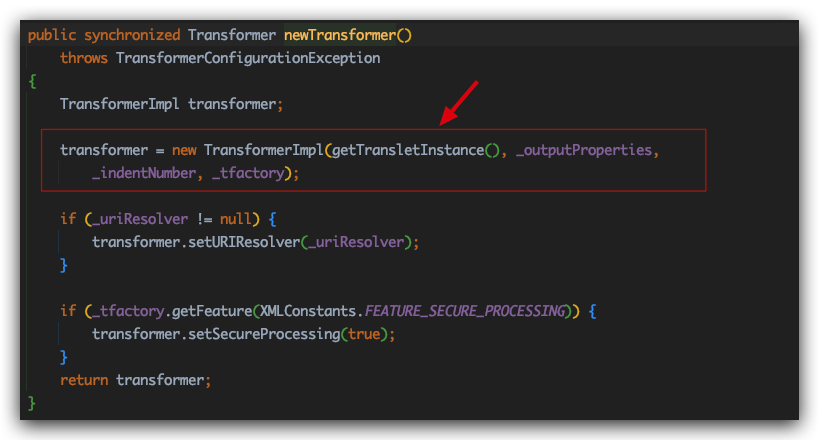 public synchronized Transformer newTransformer()
throws TransformerConfigurationException
{
TransformerImpl transformer;
transformer = new TransformerImpl(getTransletInstance(), _outputProperties,
_indentNumber, _tfactory);
if (_uriResolver != null) {
transformer.setURIResolver(_uriResolver);
}
if (_tfactory.getFeature(XMLConstants.FEATURE_SECURE_PROCESSING)) {
transformer.setSecureProcessing(true);
}
return transformer;
}